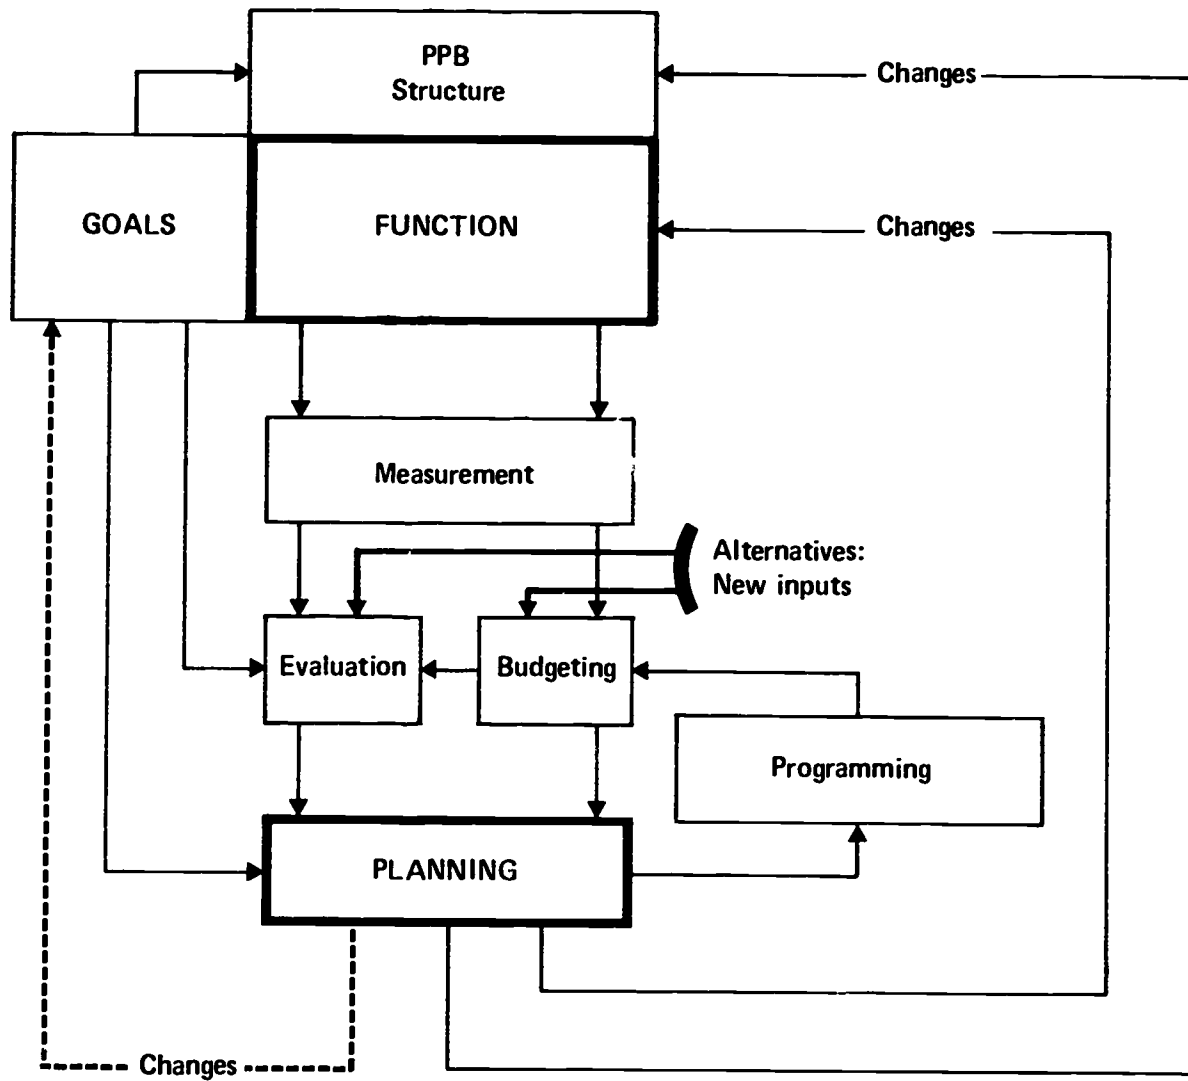 PPB
Structure
Changes
GOALS
FUNCTION
Changes
Measurement
Alternatives:
New inputs
Evaluation
Budgeting
Programming
PLANNING
Changes